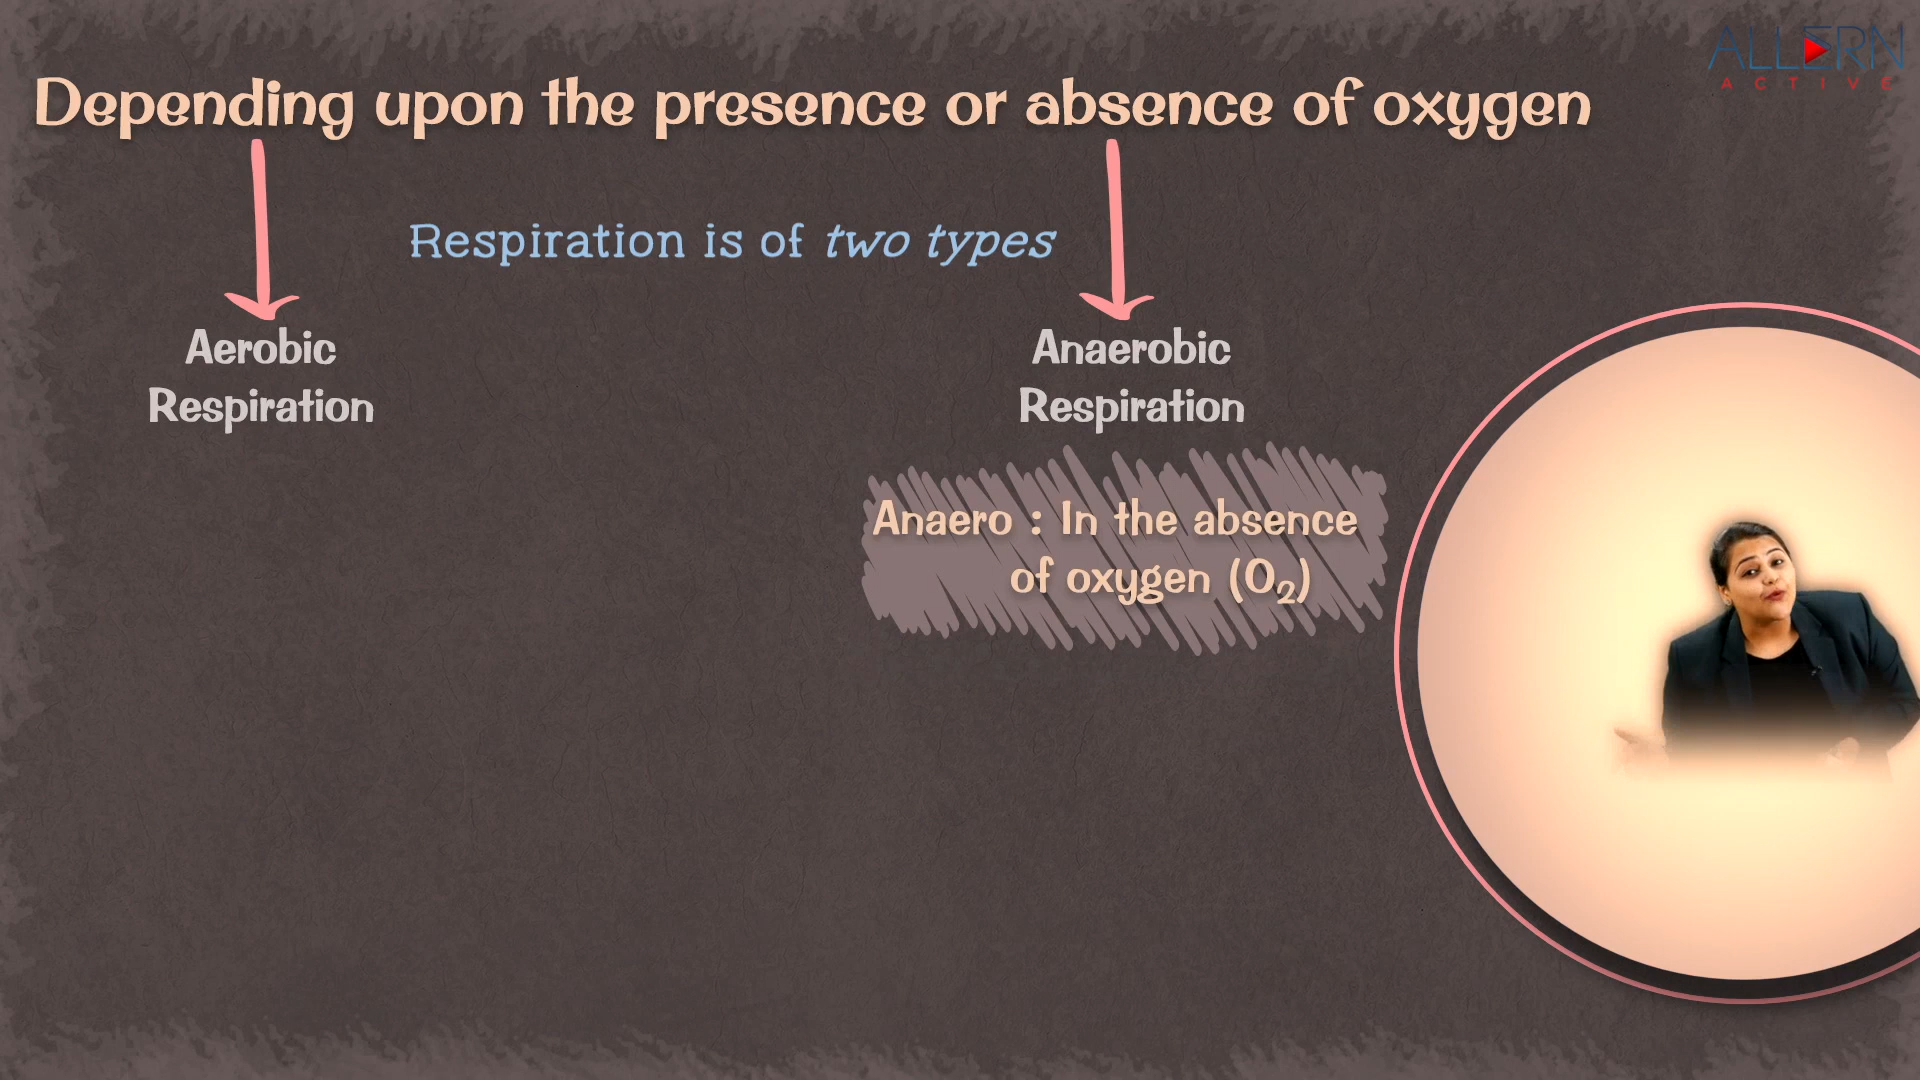 ALLERN
ACTIVE
Depending upon the presence or absence of oxygen
Respiration is of two types
Aerobic
Respiration
Anaerobic
Respiration
Anaero : In the absence
of oxygen (O₂)